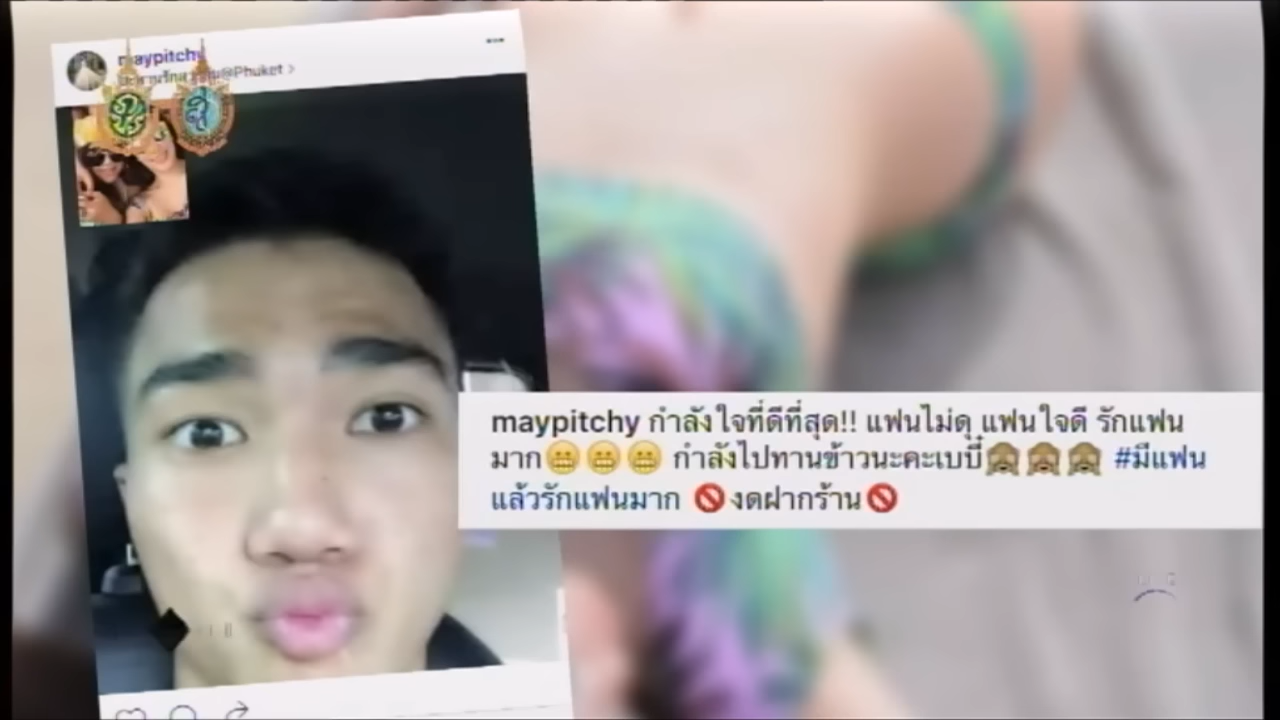 maypitchy
@Phuket >
maypitchy กำลังใจที่ดีที่สุด!! แฟนไม่ดุ แฟนใจดี รักแฟน
มาก😬😬😬 กำลังไปทานข้าวนะคะเบบี๋🙈🙈🙈 #มีแฟน
แล้วรักแฟนมาก 🚫งดฝากร้าน🚫